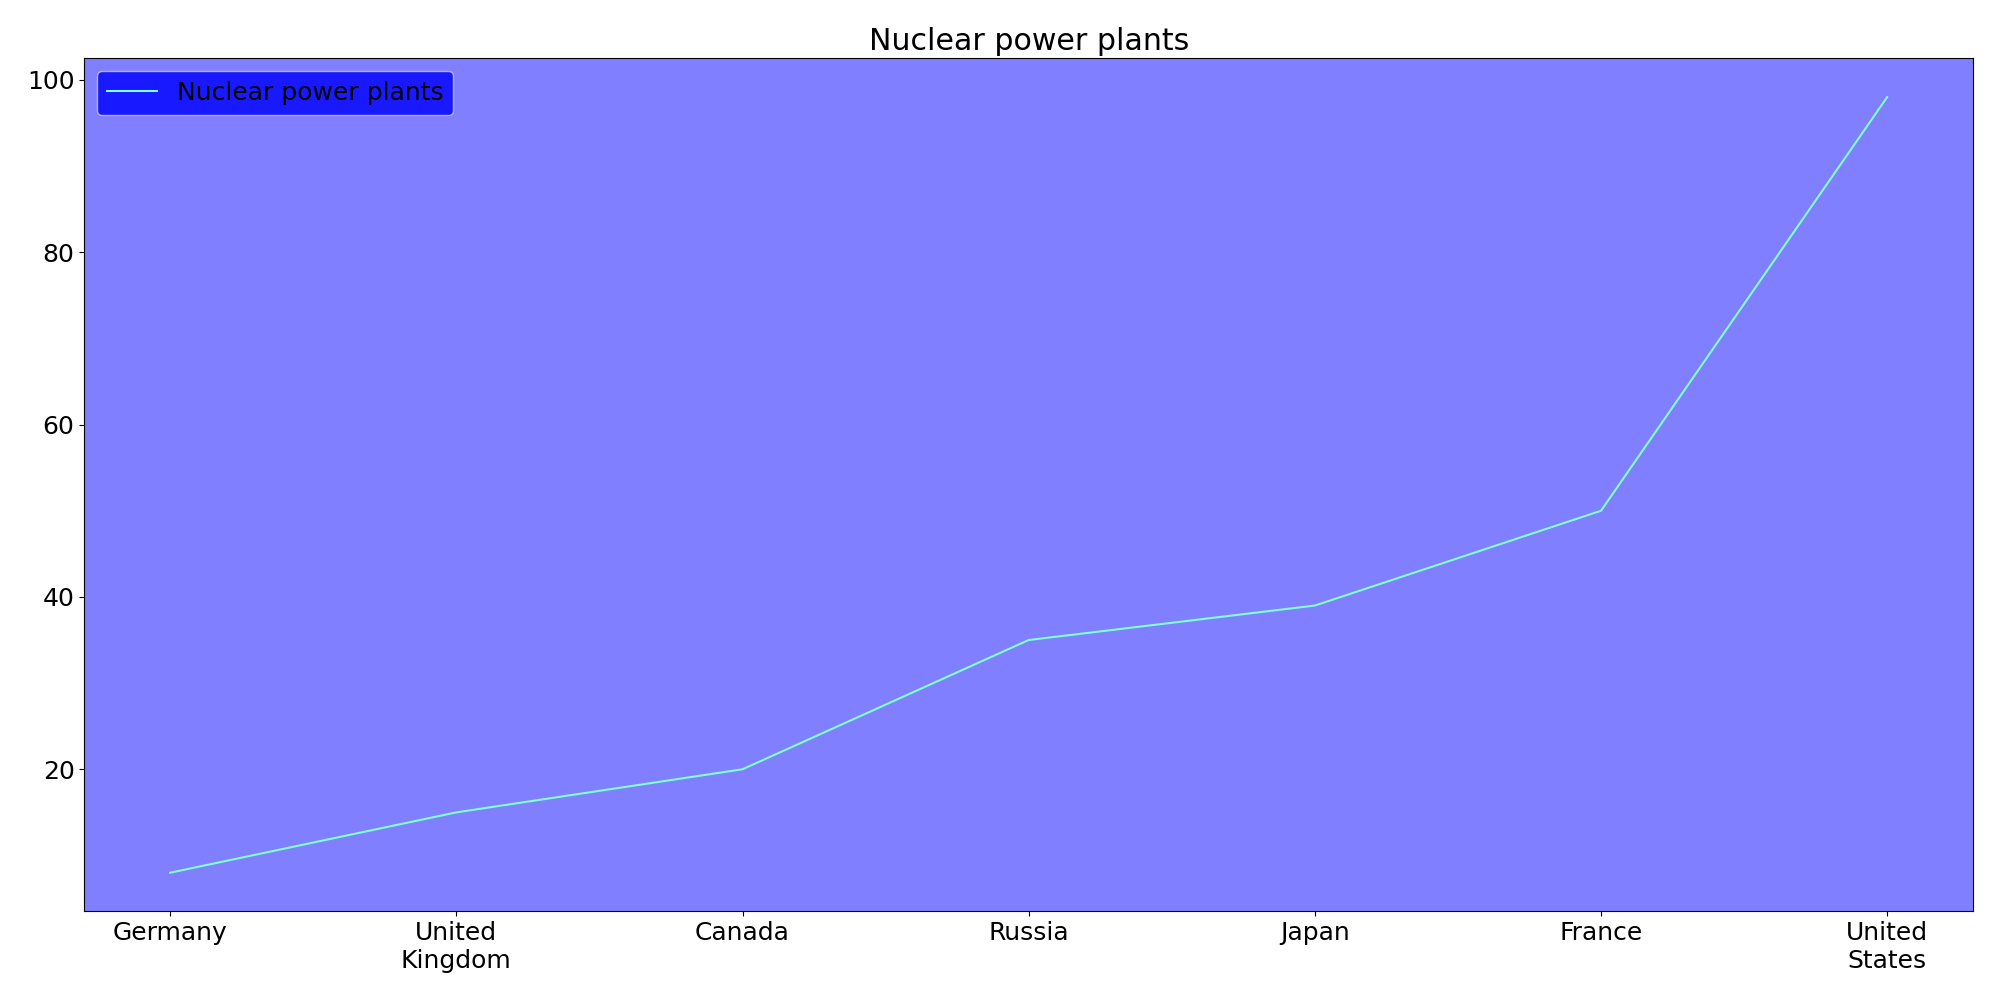 Nuclear power plants
Nuclear power plants
100
80
60
40
20
Germany
United
Kingdom
Canada
Russia
Japan
France
United
States